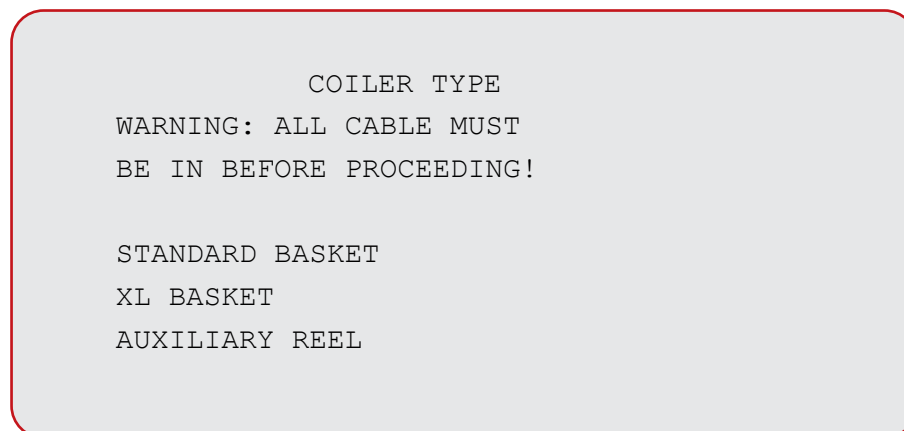 COILER TYPE
WARNING: ALL CABLE MUST
BE IN BEFORE PROCEEDING!
STANDARD BASKET
XL BASKET
AUXILIARY REEL